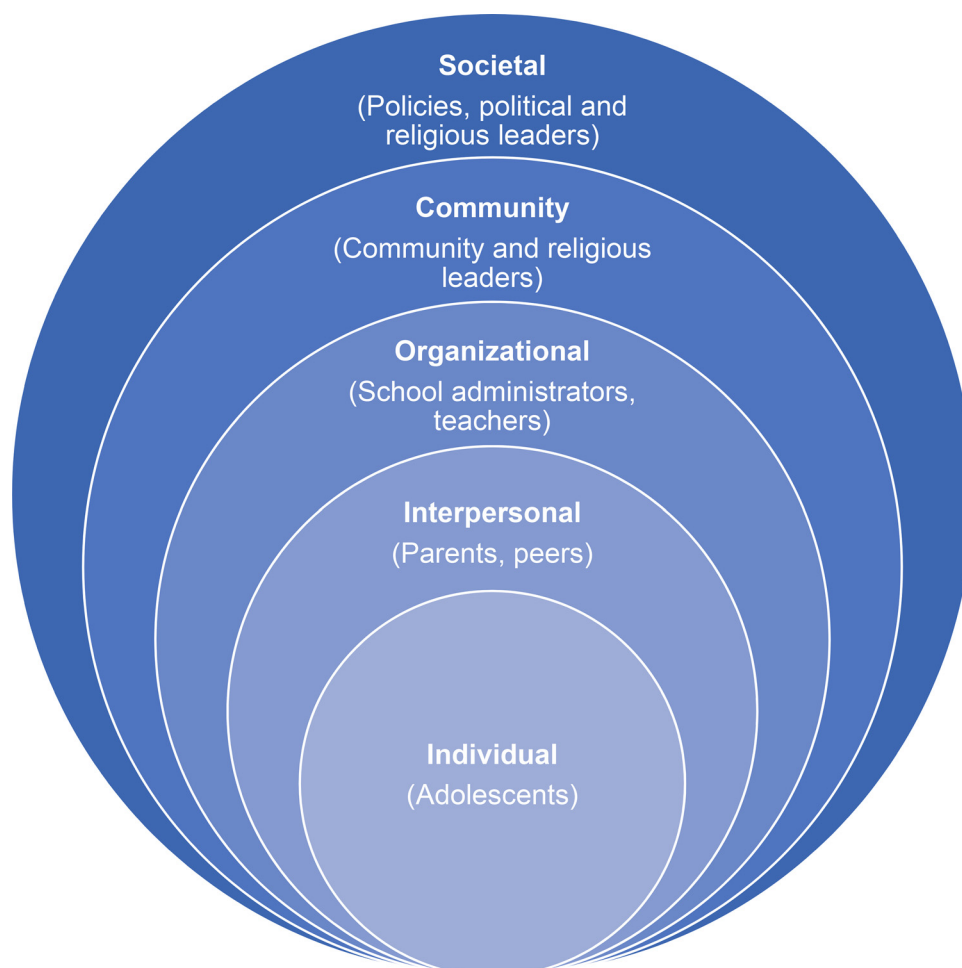 Societal
(Policies, political and
religious leaders)
Community
(Community and religious
leaders)
Organizational
(School administrators,
teachers)
Interpersonal
(Parents, peers)
Individual
(Adolescents)